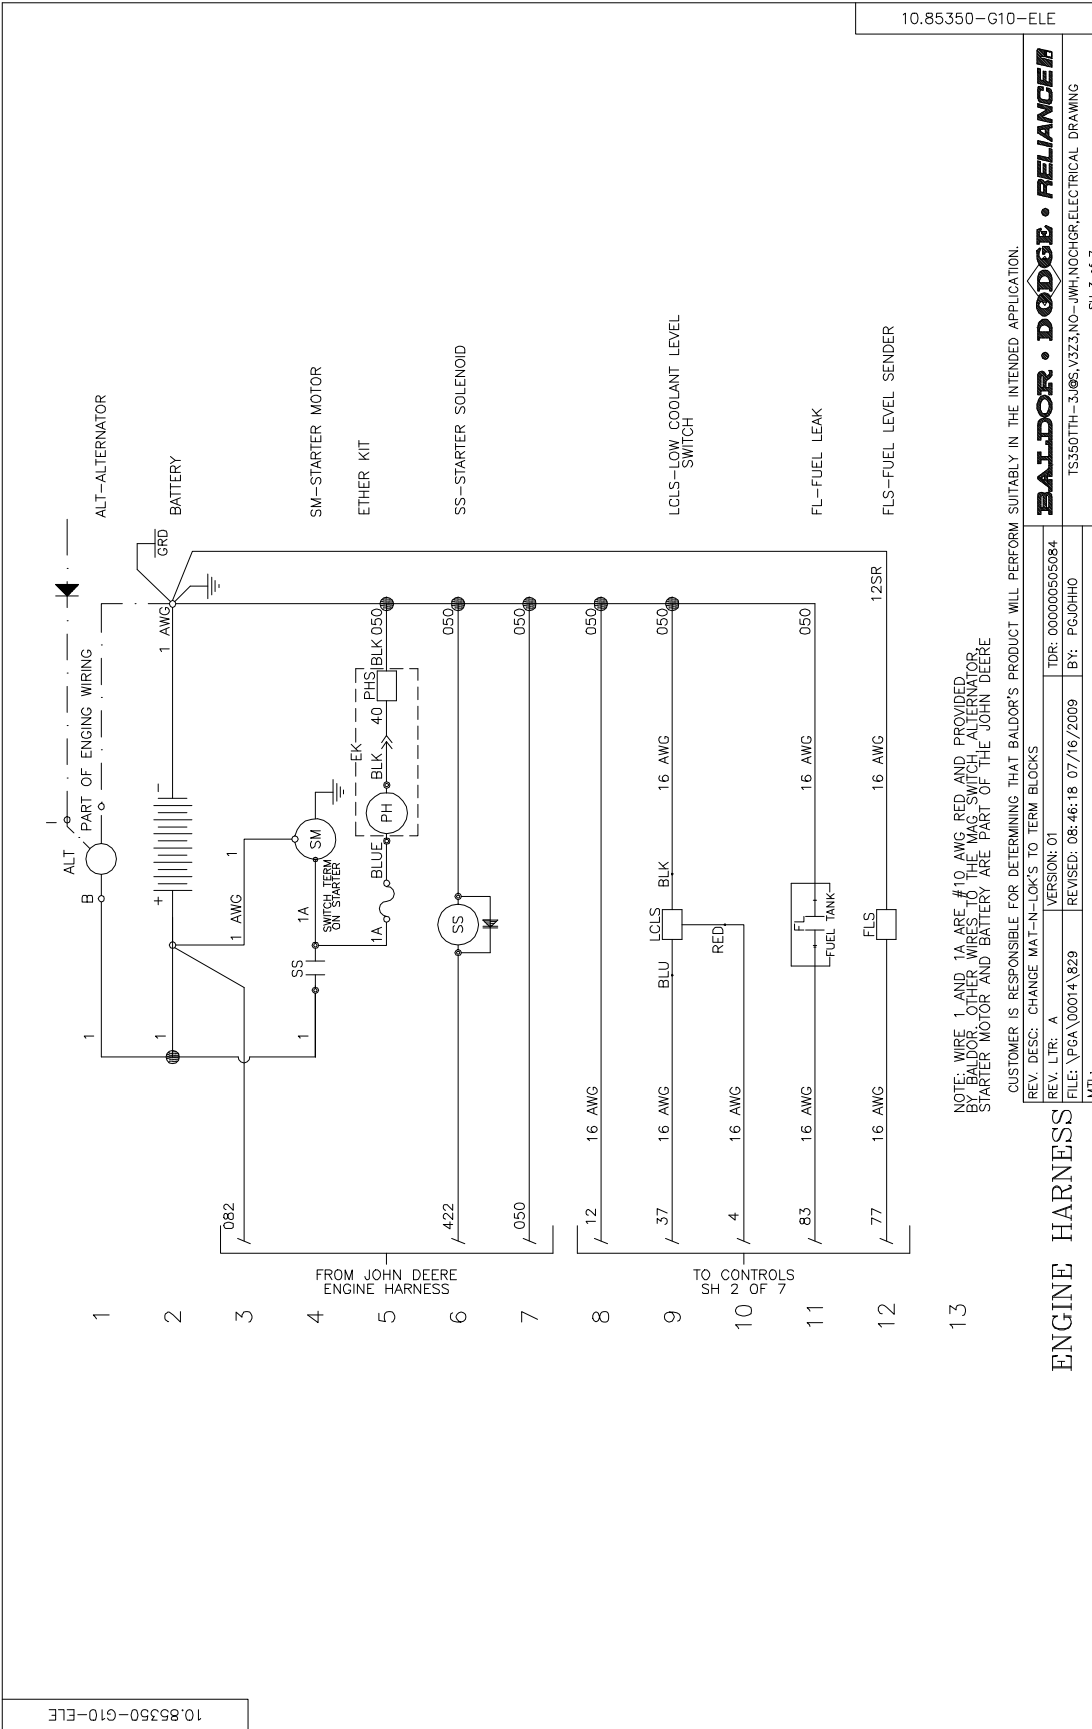 10.85350-G10-ELE
1
2
3
4
5
6
7
8
9
10
11
12
13
ALT-ALTERNATOR
BATTERY
SM-STARTER MOTOR
ETHER KIT
SS-STARTER SOLENOID
LCLS-LOW COOLANT LEVEL
SWITCH
FL-FUEL LEAK
FLS-FUEL LEVEL SENDER
I
ALT
PART OF ENGING WIRING
1
B
1
+
-
1 AWG
GRD
082
1 AWG
1
1
SS
1A
SWITCH TERM
ON STARTER
SM
EK
1A
BLUE
PH
BLK
40
PHS
BLK
050
422
SS
050
050
050
FROM JOHN DEERE
ENGINE HARNESS
12
16 AWG
050
37
16 AWG
BLU
LCLS
BLK
16 AWG
050
4
16 AWG
RED
83
16 AWG
FL
FUEL TANK
16 AWG
050
77
16 AWG
FLS
16 AWG
12SR
TO CONTROLS
SH 2 OF 7
NOTE: WIRE 1 AND 1A ARE #10 AWG RED AND PROVIDED
BY BALDOR. OTHER WIRES TO THE MAG SWITCH, ALTERNATOR,
STARTER MOTOR AND BATTERY ARE PART OF THE JOHN DEERE
CUSTOMER IS RESPONSIBLE FOR DETERMINING THAT BALDOR'S PRODUCT WILL PERFORM SUITABLY IN THE INTENDED APPLICATION.
ENGINE HARNESS
REV. DESC: CHANGE MAT-N-LOK'S TO TERM BLOCKS
REV. LTR: A
VERSION: 01
TDR: 000000505084
FILE: \PGA\00014\829
REVISED: 08:46:18 07/16/2009
BY: PGJOHHO
BALDOR • DODGE • RELIANCE
TS350TTH-3J@S,V3Z3,NO-JWH,NOCHGR,ELECTRICAL DRAWING
10.85350-G10-ELE